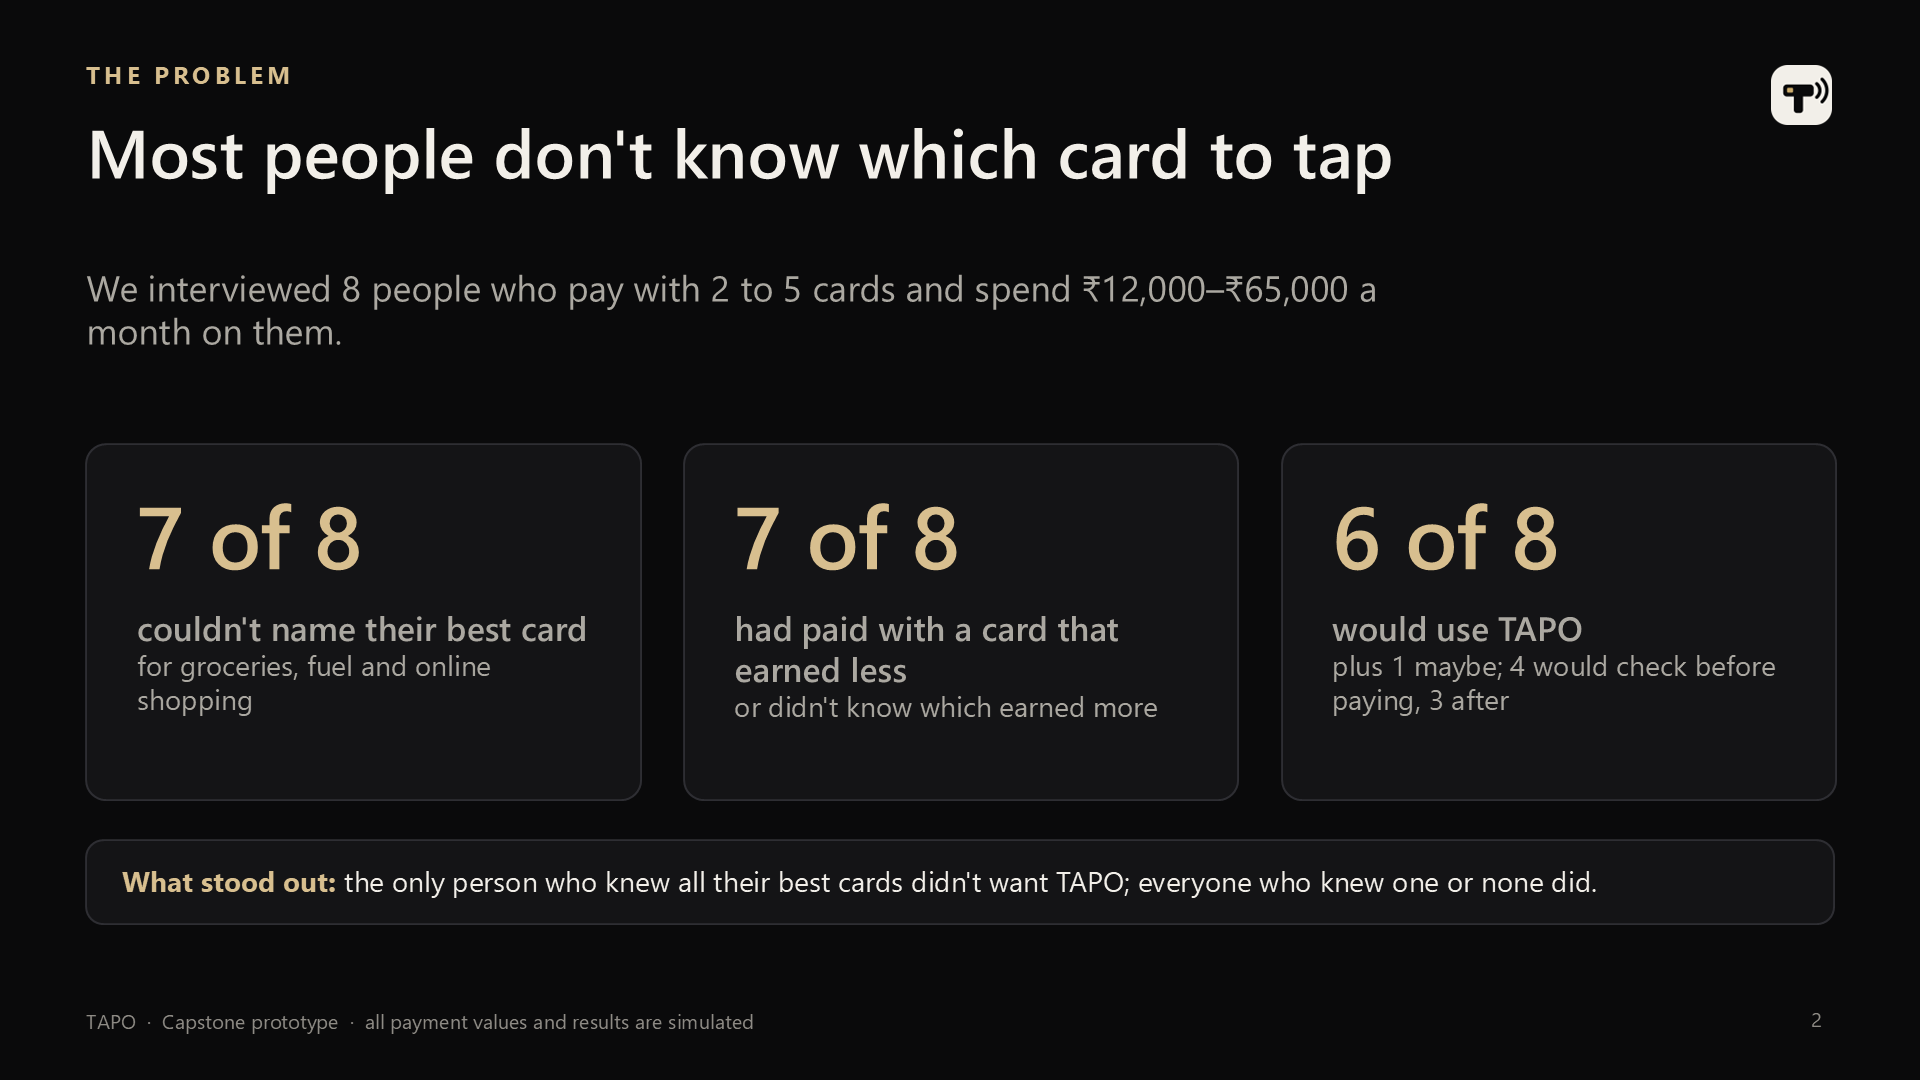 THE PROBLEM
Most people don't know which card to tap
We interviewed 8 people who pay with 2 to 5 cards and spend ₹12,000–₹65,000 a
month on them.
7 of 8
couldn't name their best card
for groceries, fuel and online
shopping
7 of 8
had paid with a card that
earned less
or didn't know which earned more
6 of 8
would use TAPO
plus 1 maybe; 4 would check before
paying, 3 after
What stood out: the only person who knew all their best cards didn't want TAPO; everyone who knew one or none did.
TAPO · Capstone prototype · all payment values and results are simulated
2